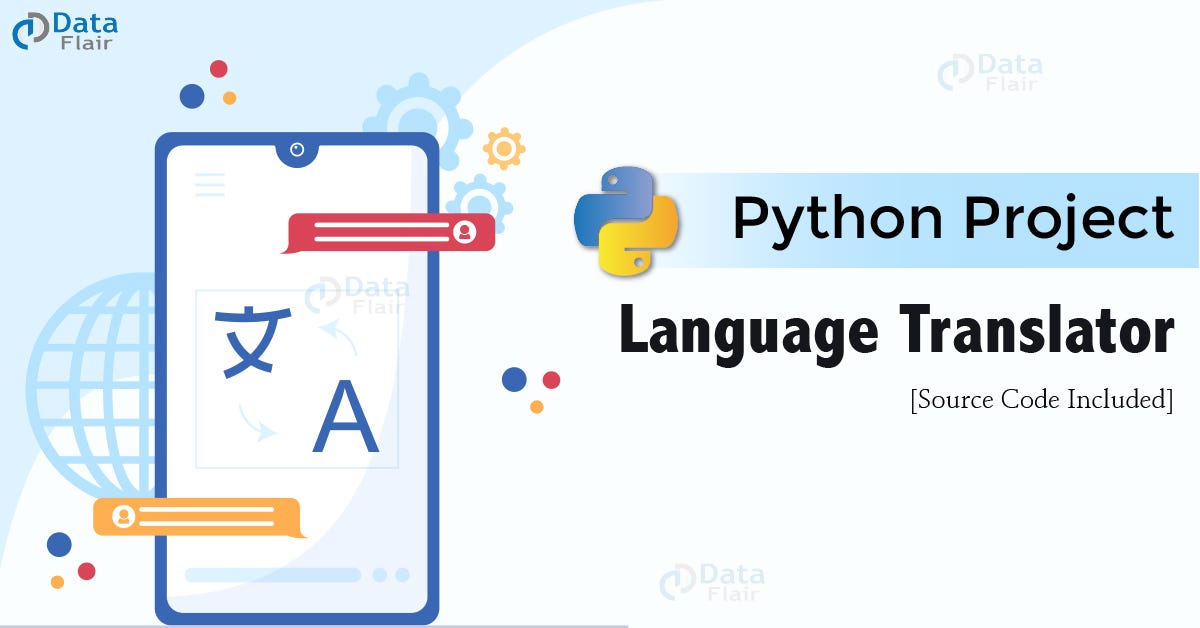 Data
Flair
Data
Flair
Python Project
Data
Flair
Language Translator
文
A
[Source Code Included]
Data
Flair